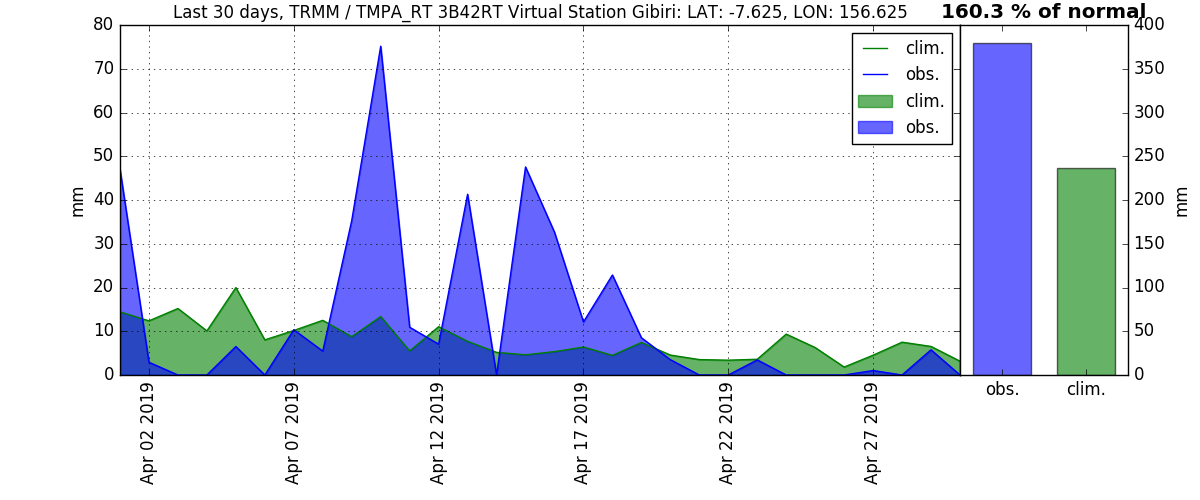 Last 30 days, TRMM / TMPA_RT 3B42RT Virtual Station Gibiri: LAT: -7.625, LON: 156.625
160.3 % of normal
80
70
60
50
40
30
20
10
0
mm
clim.
obs.
clim.
obs.
400
350
300
250
200
150
100
50
0
mm
Apr 02 2019
Apr 07 2019
Apr 12 2019
Apr 17 2019
Apr 22 2019
Apr 27 2019
obs.
clim.